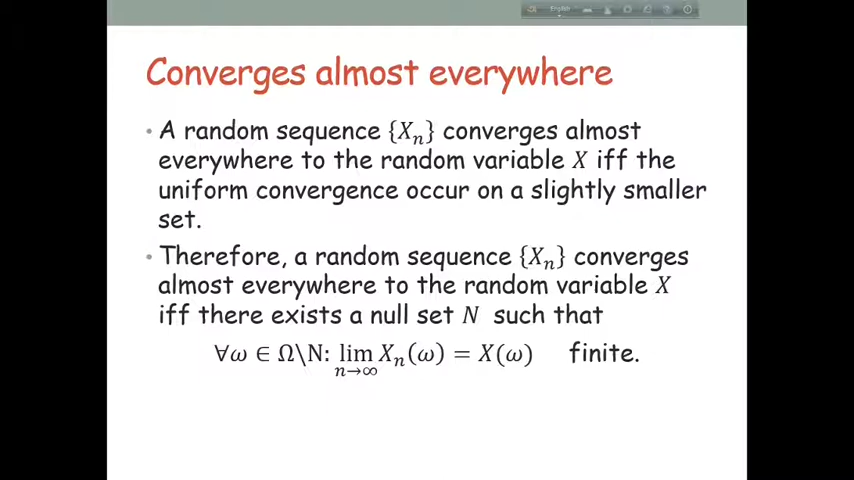 English
Converges almost everywhere
• A random sequence {Xₙ} converges almost
everywhere to the random variable X iff the
uniform convergence occur on a slightly smaller
set.
• Therefore, a random sequence {Xₙ} converges
almost everywhere to the random variable X
iff there exists a null set N such that
∀ω ∈ Ω\N: lim Xₙ(ω) = X(ω) finite.
n→∞